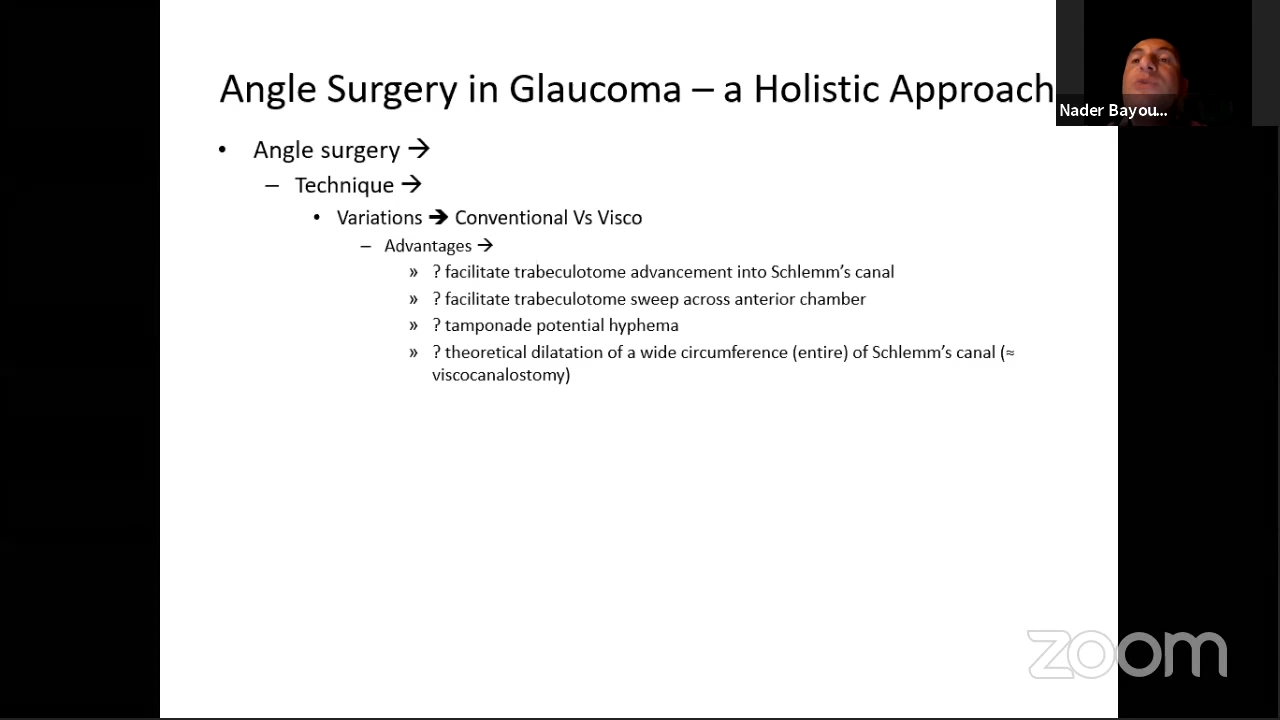 Angle Surgery in Glaucoma – a Holistic Approach
Nader Bayou...
• Angle surgery →
– Technique →
• Variations → Conventional Vs Visco
– Advantages →
» ? facilitate trabeculotome advancement into Schlemm’s canal
» ? facilitate trabeculotome sweep across anterior chamber
» ? tamponade potential hyphema
» ? theoretical dilatation of a wide circumference (entire) of Schlemm’s canal (≈
viscocanalostomy)
zoom